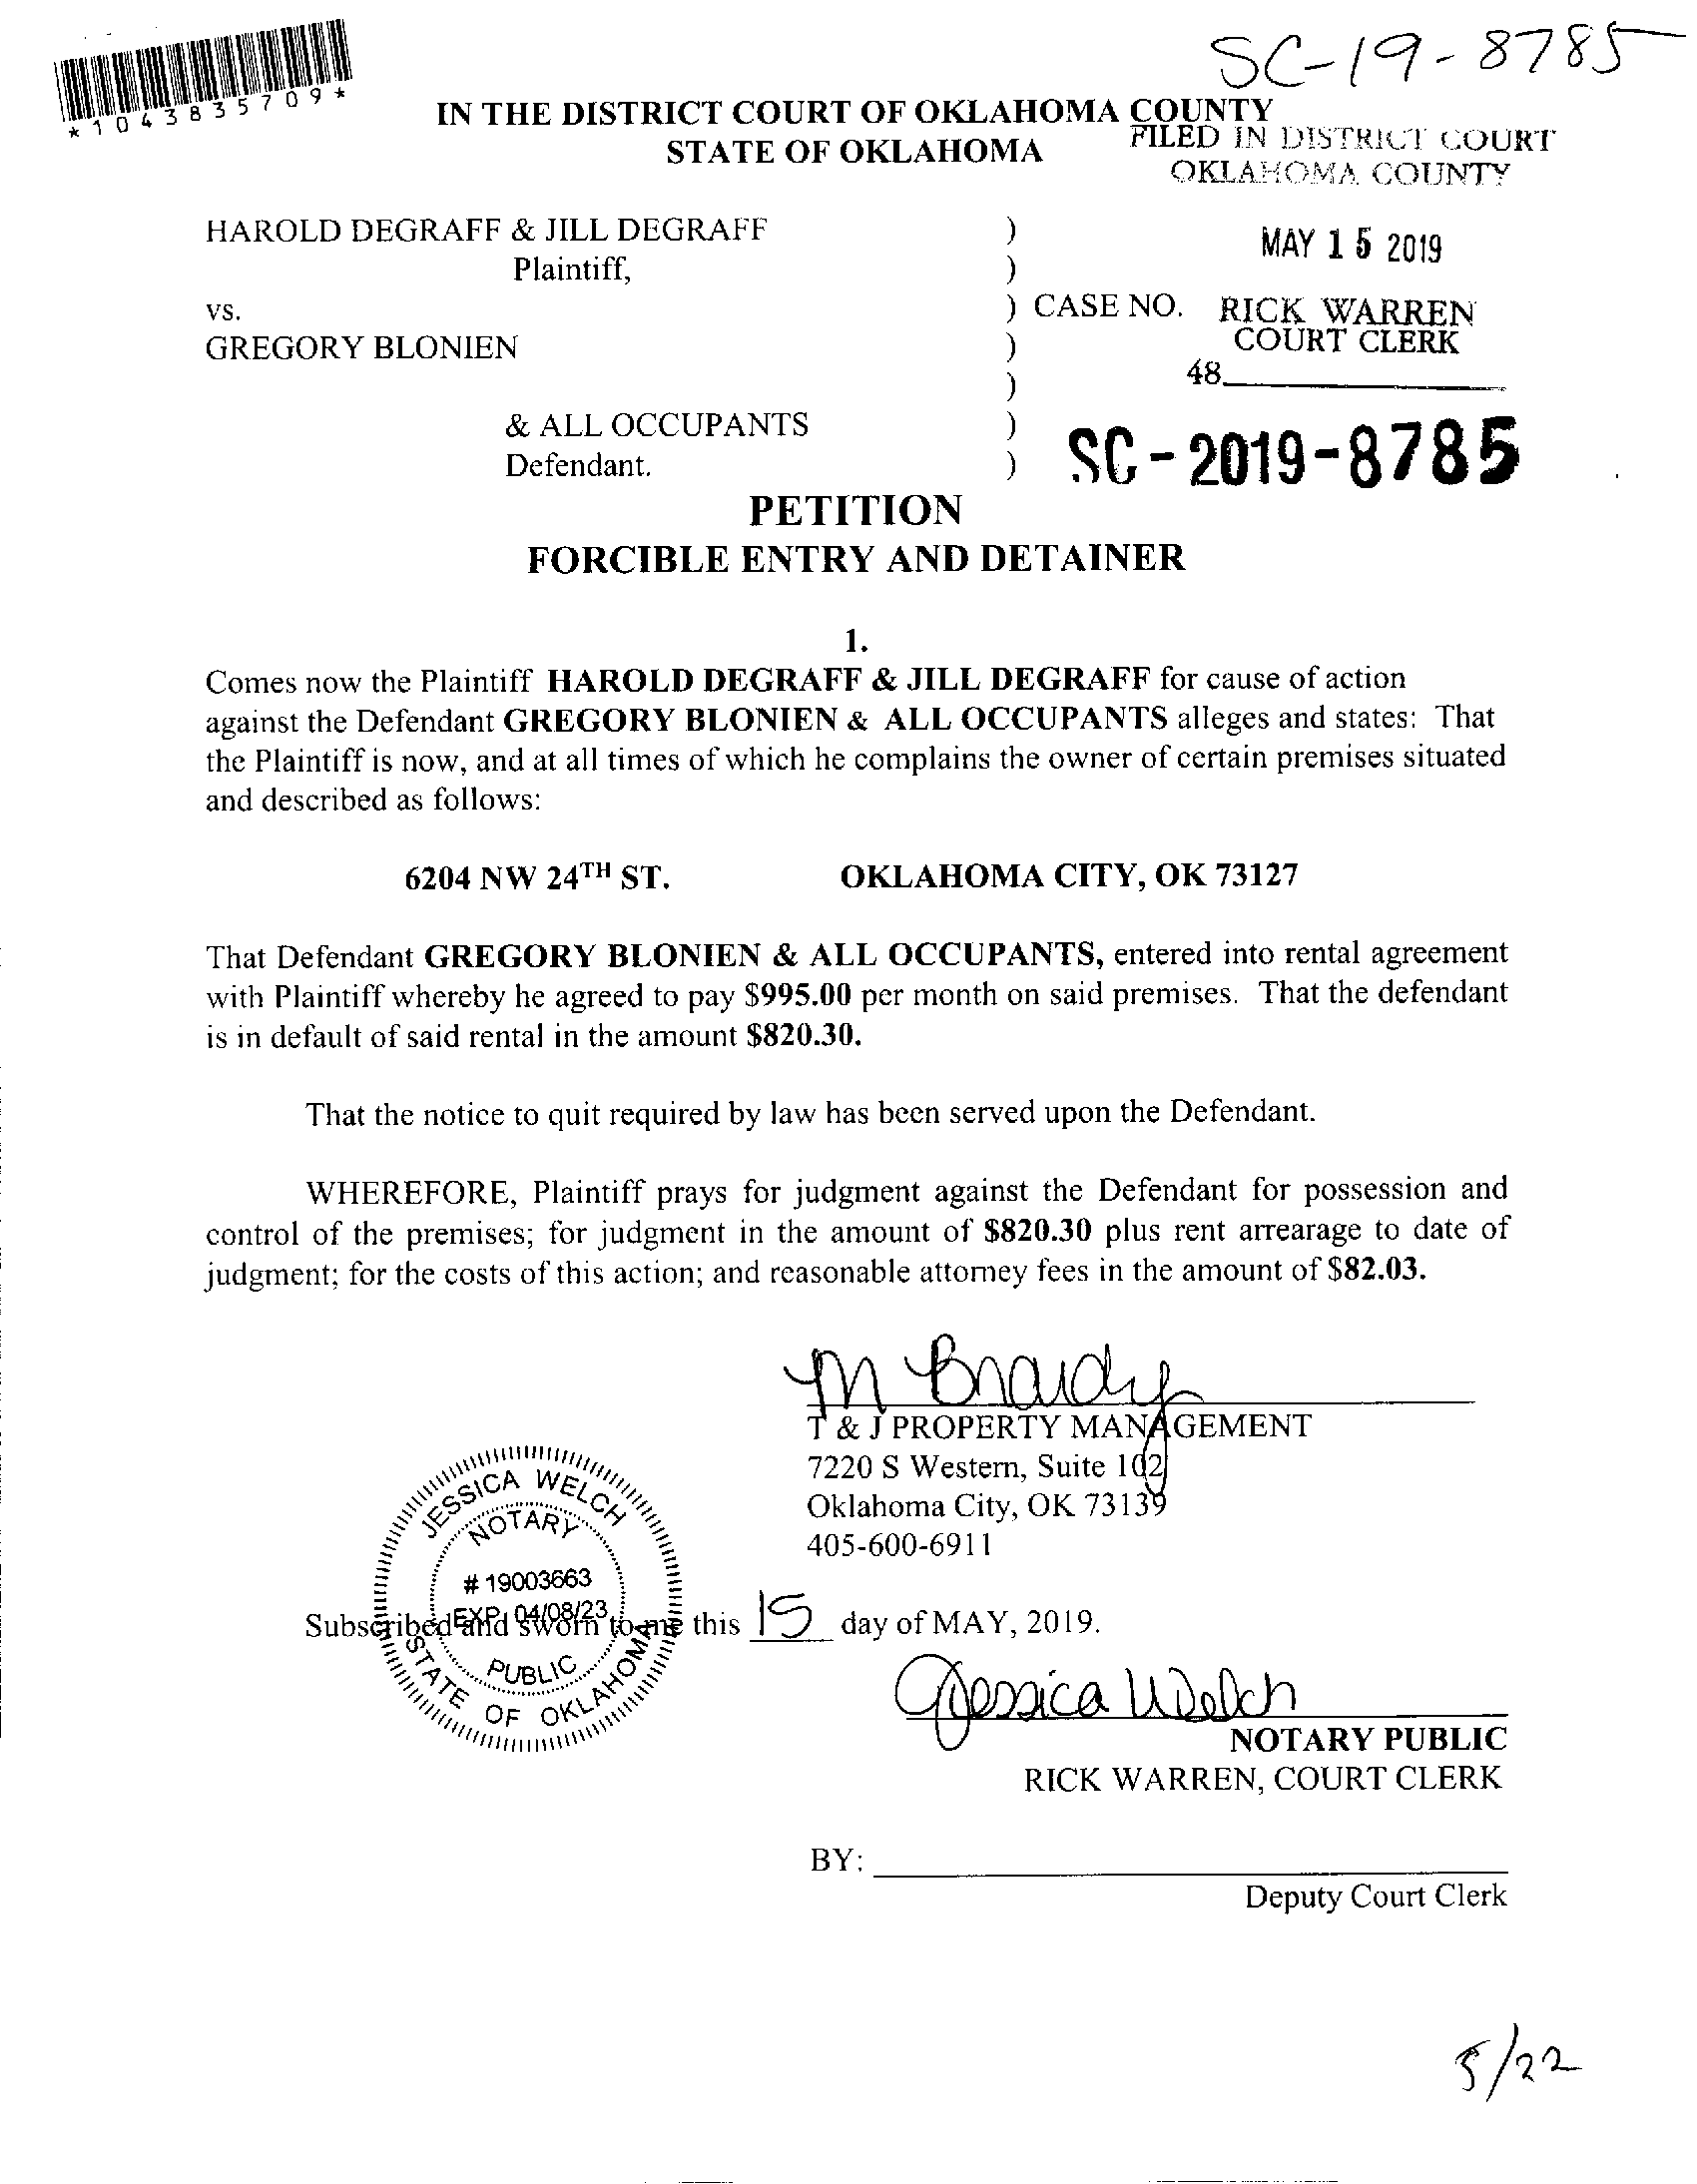 SC-19-8785
*1043835709*
IN THE DISTRICT COURT OF OKLAHOMA COUNTY
STATE OF OKLAHOMA
FILED IN DISTRICT COURT
OKLAHOMA COUNTY
HAROLD DEGRAFF & JILL DEGRAFF )
MAY 15 2019
Plaintiff, )
vs. ) CASE NO. RICK WARREN
GREGORY BLONIEN ) COURT CLERK
) 48
& ALL OCCUPANTS )
Defendant. ) SC-2019-8785
PETITION
FORCIBLE ENTRY AND DETAINER
1.
Comes now the Plaintiff HAROLD DEGRAFF & JILL DEGRAFF for cause of action
against the Defendant GREGORY BLONIEN & ALL OCCUPANTS alleges and states: That
the Plaintiff is now, and at all times of which he complains the owner of certain premises situated
and described as follows:
6204 NW 24TH ST. OKLAHOMA CITY, OK 73127
That Defendant GREGORY BLONIEN & ALL OCCUPANTS, entered into rental agreement
with Plaintiff whereby he agreed to pay $995.00 per month on said premises. That the defendant
is in default of said rental in the amount $820.30.
That the notice to quit required by law has been served upon the Defendant.
WHEREFORE, Plaintiff prays for judgment against the Defendant for possession and
control of the premises; for judgment in the amount of $820.30 plus rent arrearage to date of
judgment; for the costs of this action; and reasonable attorney fees in the amount of $82.03.
M Brady
T & J PROPERTY MANAGEMENT
7220 S Western, Suite 102
Oklahoma City, OK 73139
405-600-6911
JESSICA WELCH
NOTARY
# 19003663
EXP. 04/08/23
PUBLIC
STATE OF OKLAHOMA
Subscribed and sworn to me this 15 day of MAY, 2019.
Jessica Welch
NOTARY PUBLIC
RICK WARREN, COURT CLERK
BY:
Deputy Court Clerk
5/22